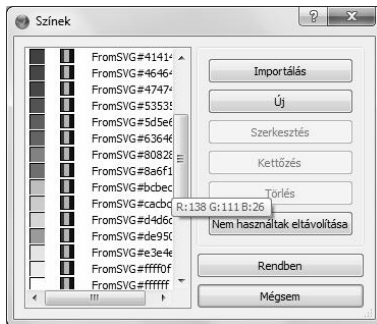 Színek
FromSVG#41414
FromSVG#46464
FromSVG#47474
FromSVG#53535
FromSVG#5d5e6
FromSVG#63646
FromSVG#80828
FromSVG#8a6f1
FromSVG#bcbec
FromSVG#cacbc
FromSVG#d4d6d
FromSVG#de950
FromSVG#e3e4e
FromSVG#ffff0f
FromSVG#ffffff
R:138 G:111 B:26
Importálás
Új
Szerkesztés
Kettőzés
Törlés
Nem használtak eltávolítása
Rendben
Mégsem